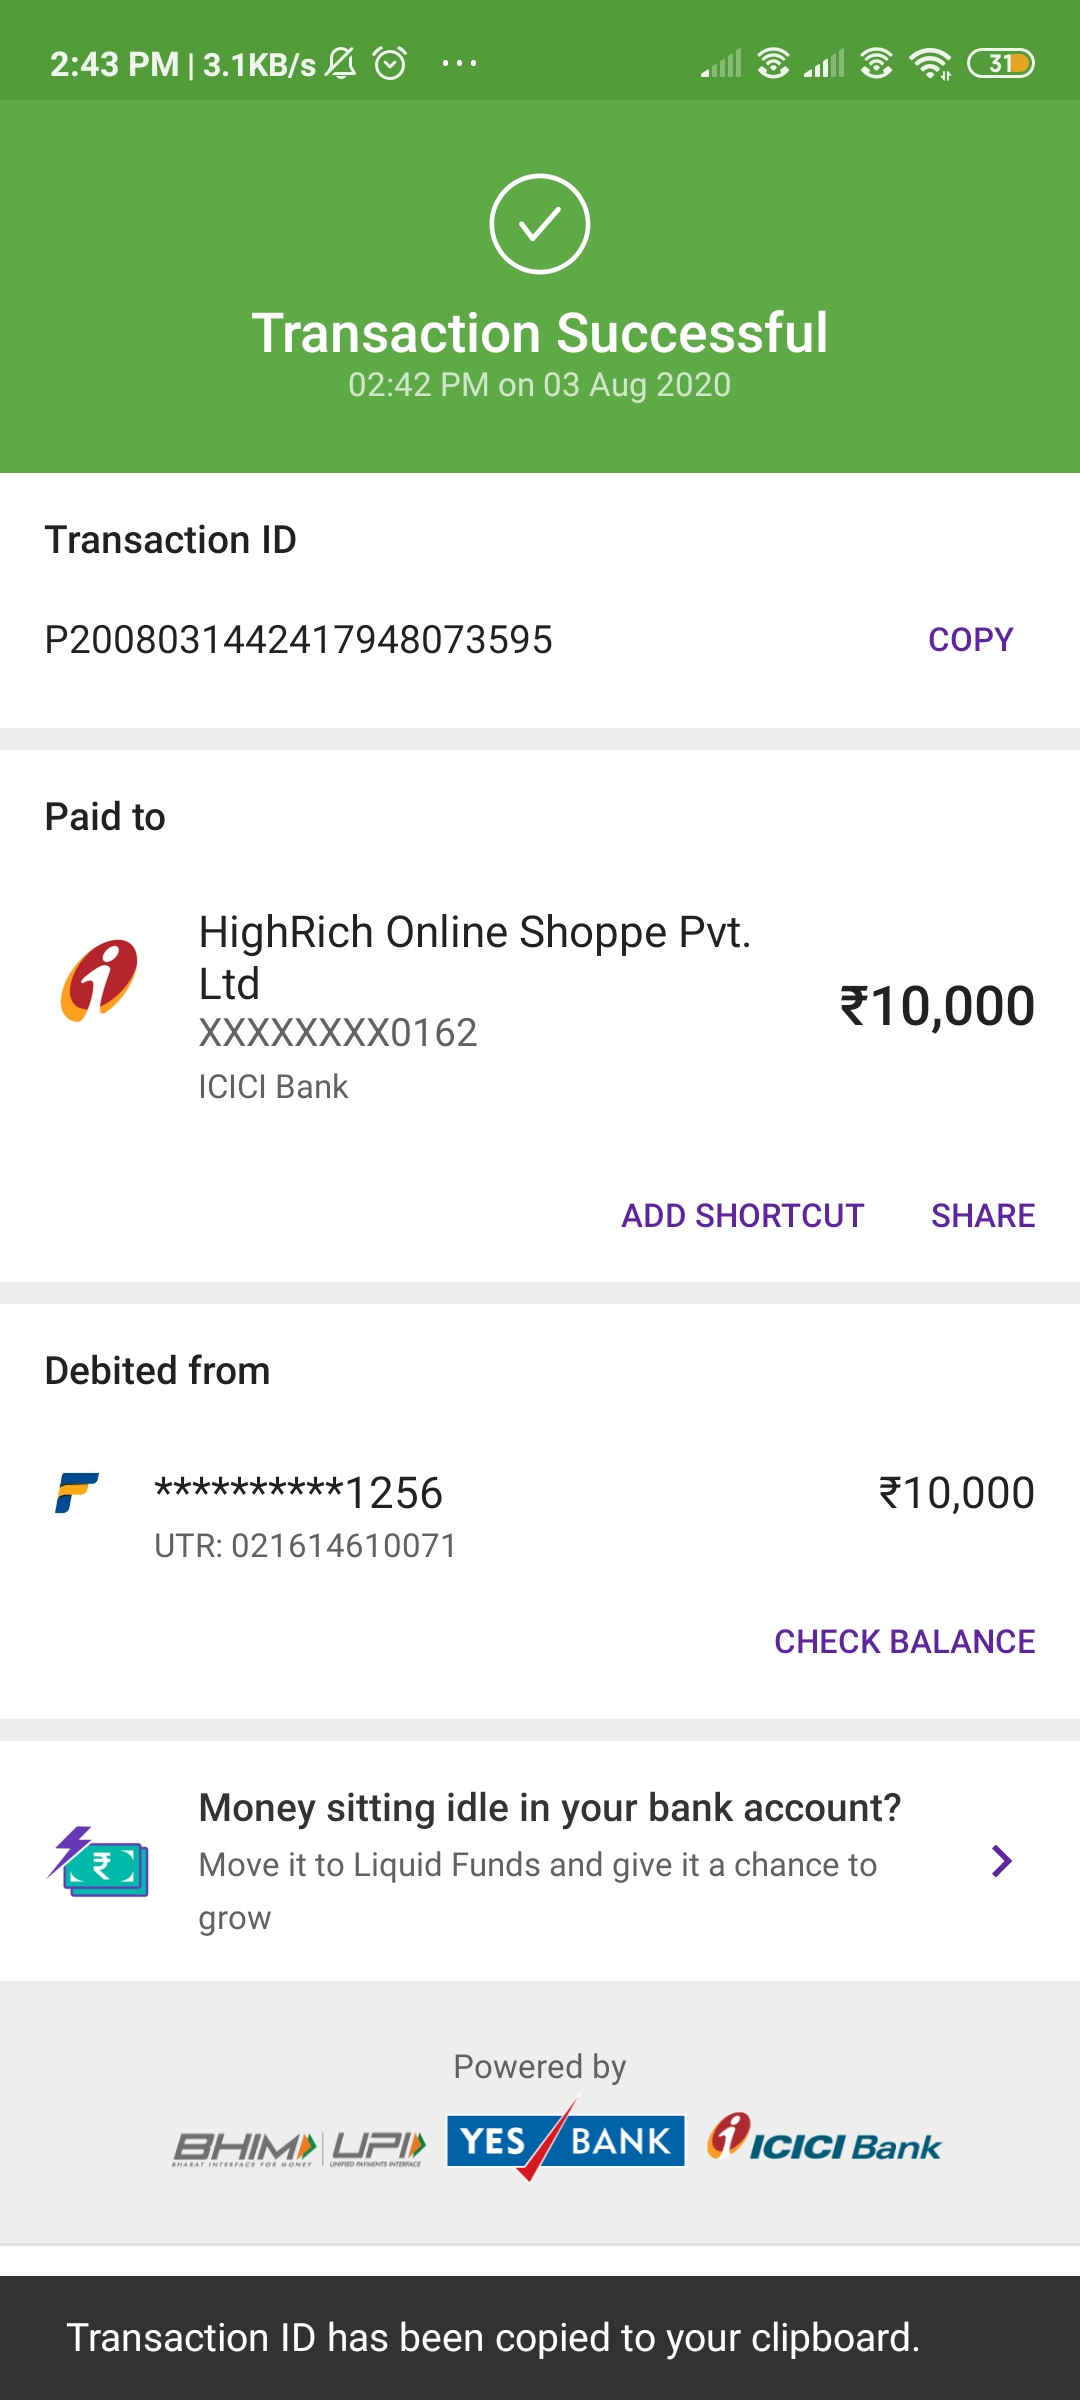 2:43 PM | 3.1KB/s ... 31
Transaction Successful
02:42 PM on 03 Aug 2020
Transaction ID
P2008031442417948073595 COPY
Paid to
HighRich Online Shoppe Pvt.
Ltd
XXXXXXXX0162
₹10,000
ICICI Bank
ADD SHORTCUT SHARE
Debited from
**********1256 ₹10,000
UTR: 021614610071
CHECK BALANCE
Money sitting idle in your bank account?
Move it to Liquid Funds and give it a chance to
grow
Powered by
BHIM UPI YES BANK ICICI Bank
BHARAT INTERFACE FOR MONEY UNIFIED PAYMENTS INTERFACE
Transaction ID has been copied to your clipboard.